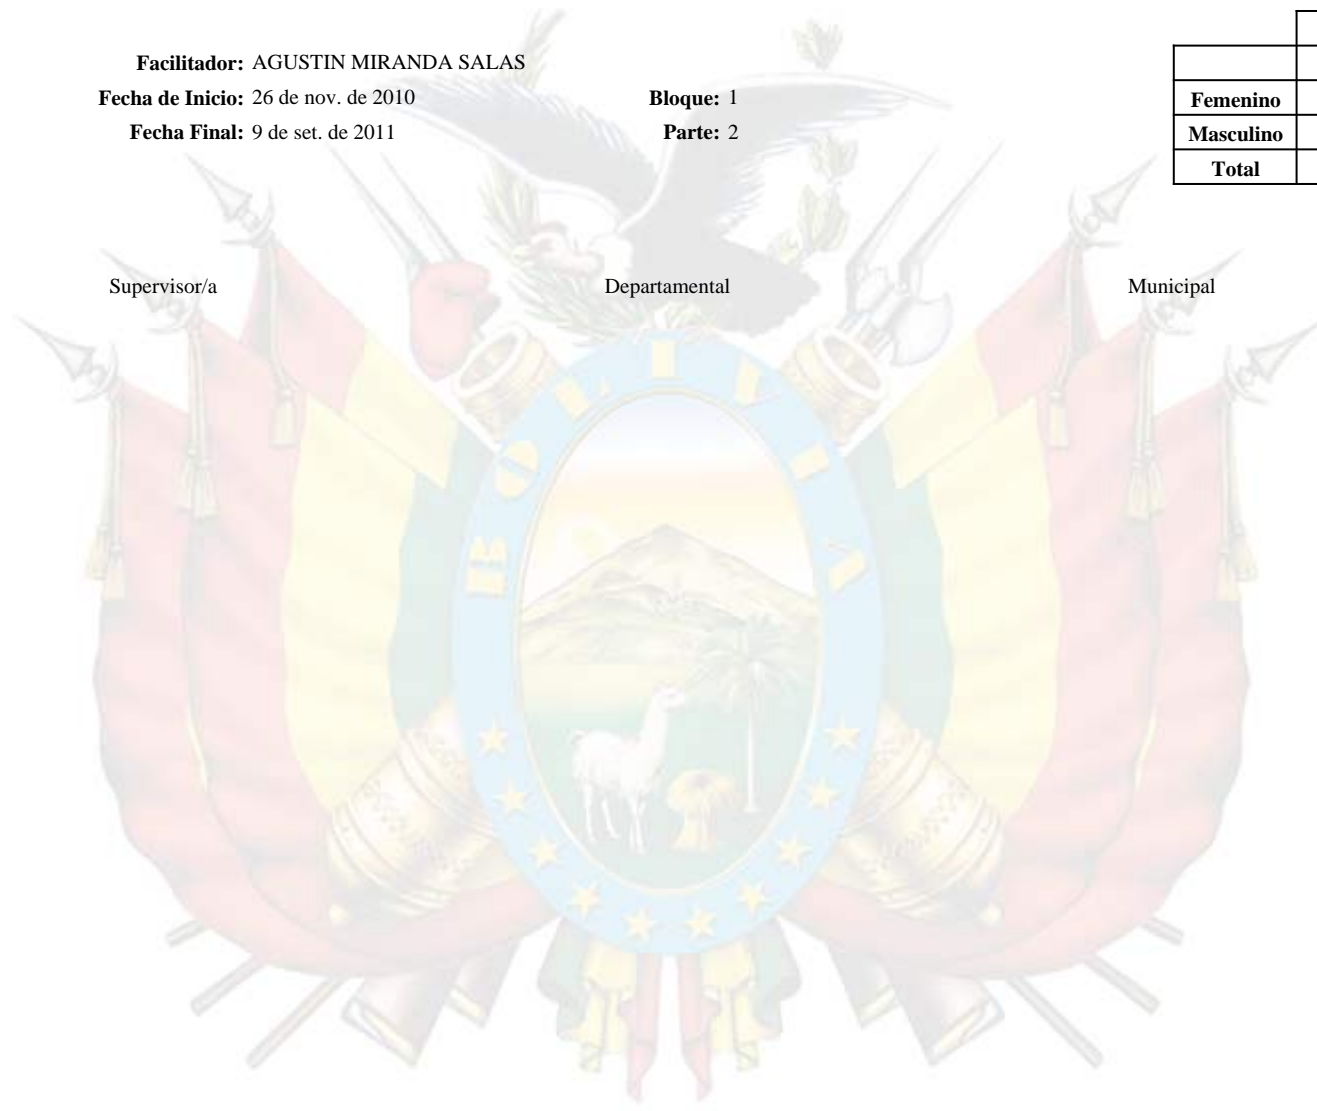 Facilitador: AGUSTIN MIRANDA SALAS
Fecha de Inicio: 26 de nov. de 2010 Bloque: 1
Fecha Final: 9 de set. de 2011 Parte: 2
Femenino
Masculino
Total
Supervisor/a Departamental Municipal
BOLIVIA